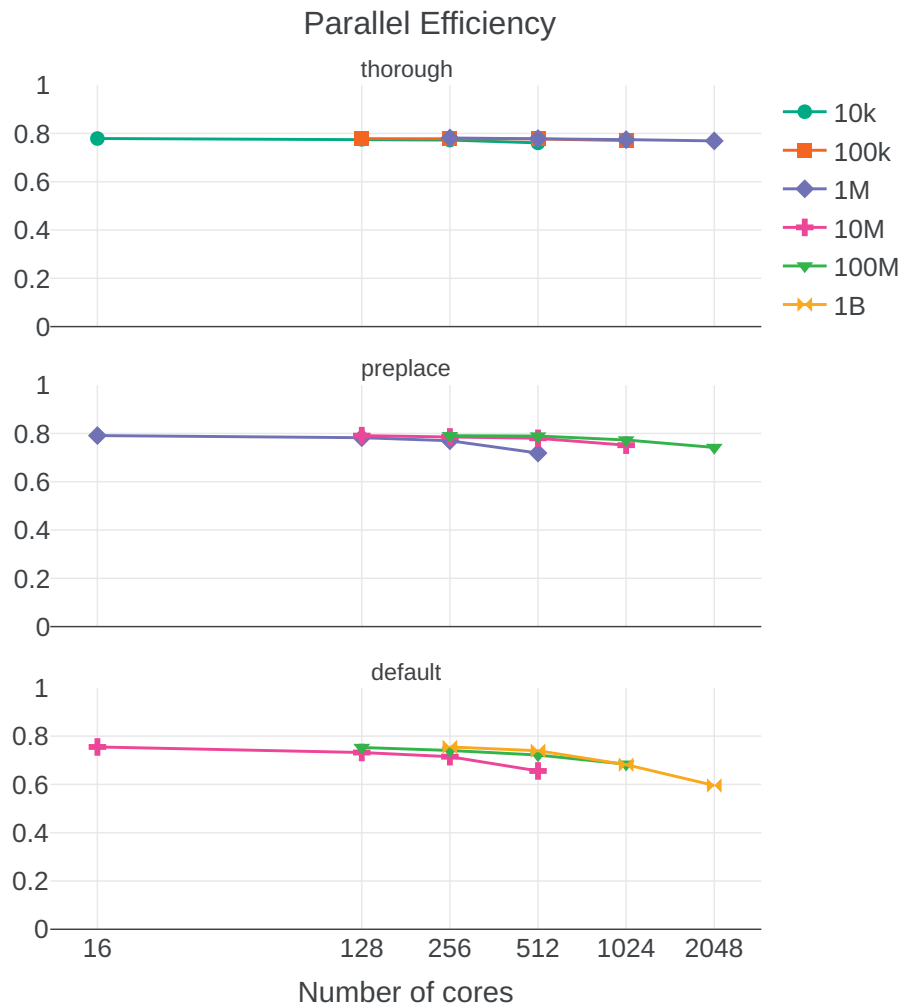 Parallel Efficiency
thorough
1
0.8
0.6
0.4
0.2
0
10k
100k
1M
10M
100M
1B
preplace
1
0.8
0.6
0.4
0.2
0
default
1
0.8
0.6
0.4
0.2
0
16 128 256 512 1024 2048
Number of cores